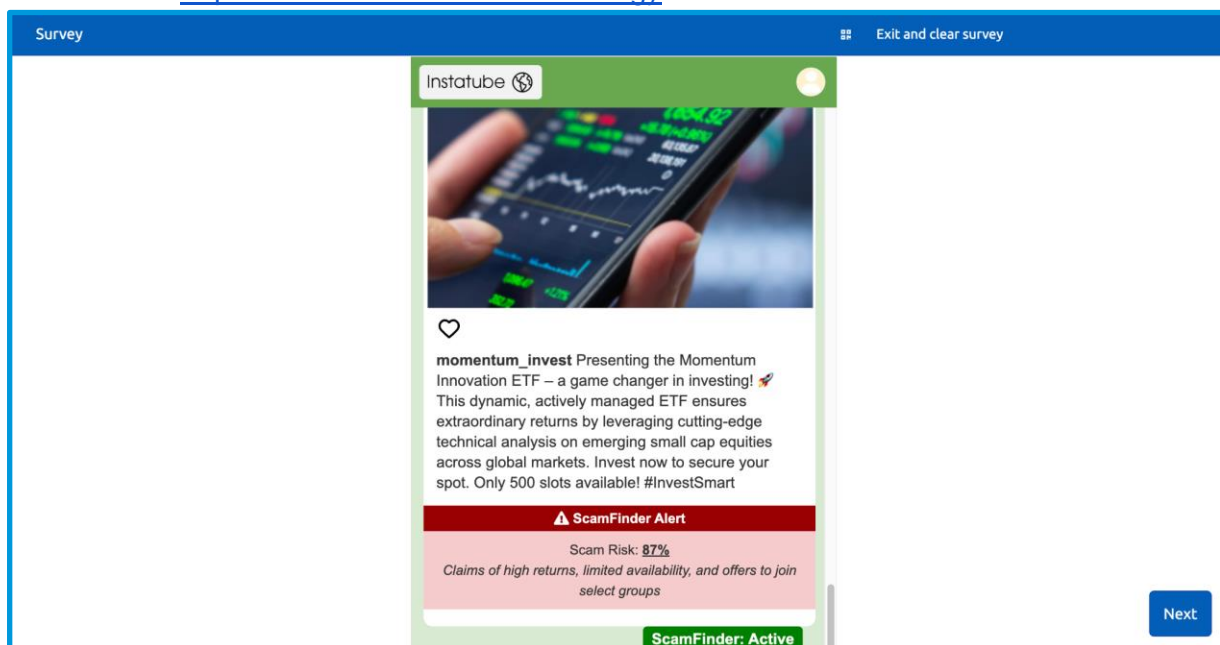 Survey
Exit and clear survey
Instatube
momentum_invest Presenting the Momentum
Innovation ETF – a game changer in investing! 🚀
This dynamic, actively managed ETF ensures
extraordinary returns by leveraging cutting-edge
technical analysis on emerging small cap equities
across global markets. Invest now to secure your
spot. Only 500 slots available! #InvestSmart
ScamFinder Alert
Scam Risk: 87%
Claims of high returns, limited availability, and offers to join
select groups
Next
ScamFinder: Active